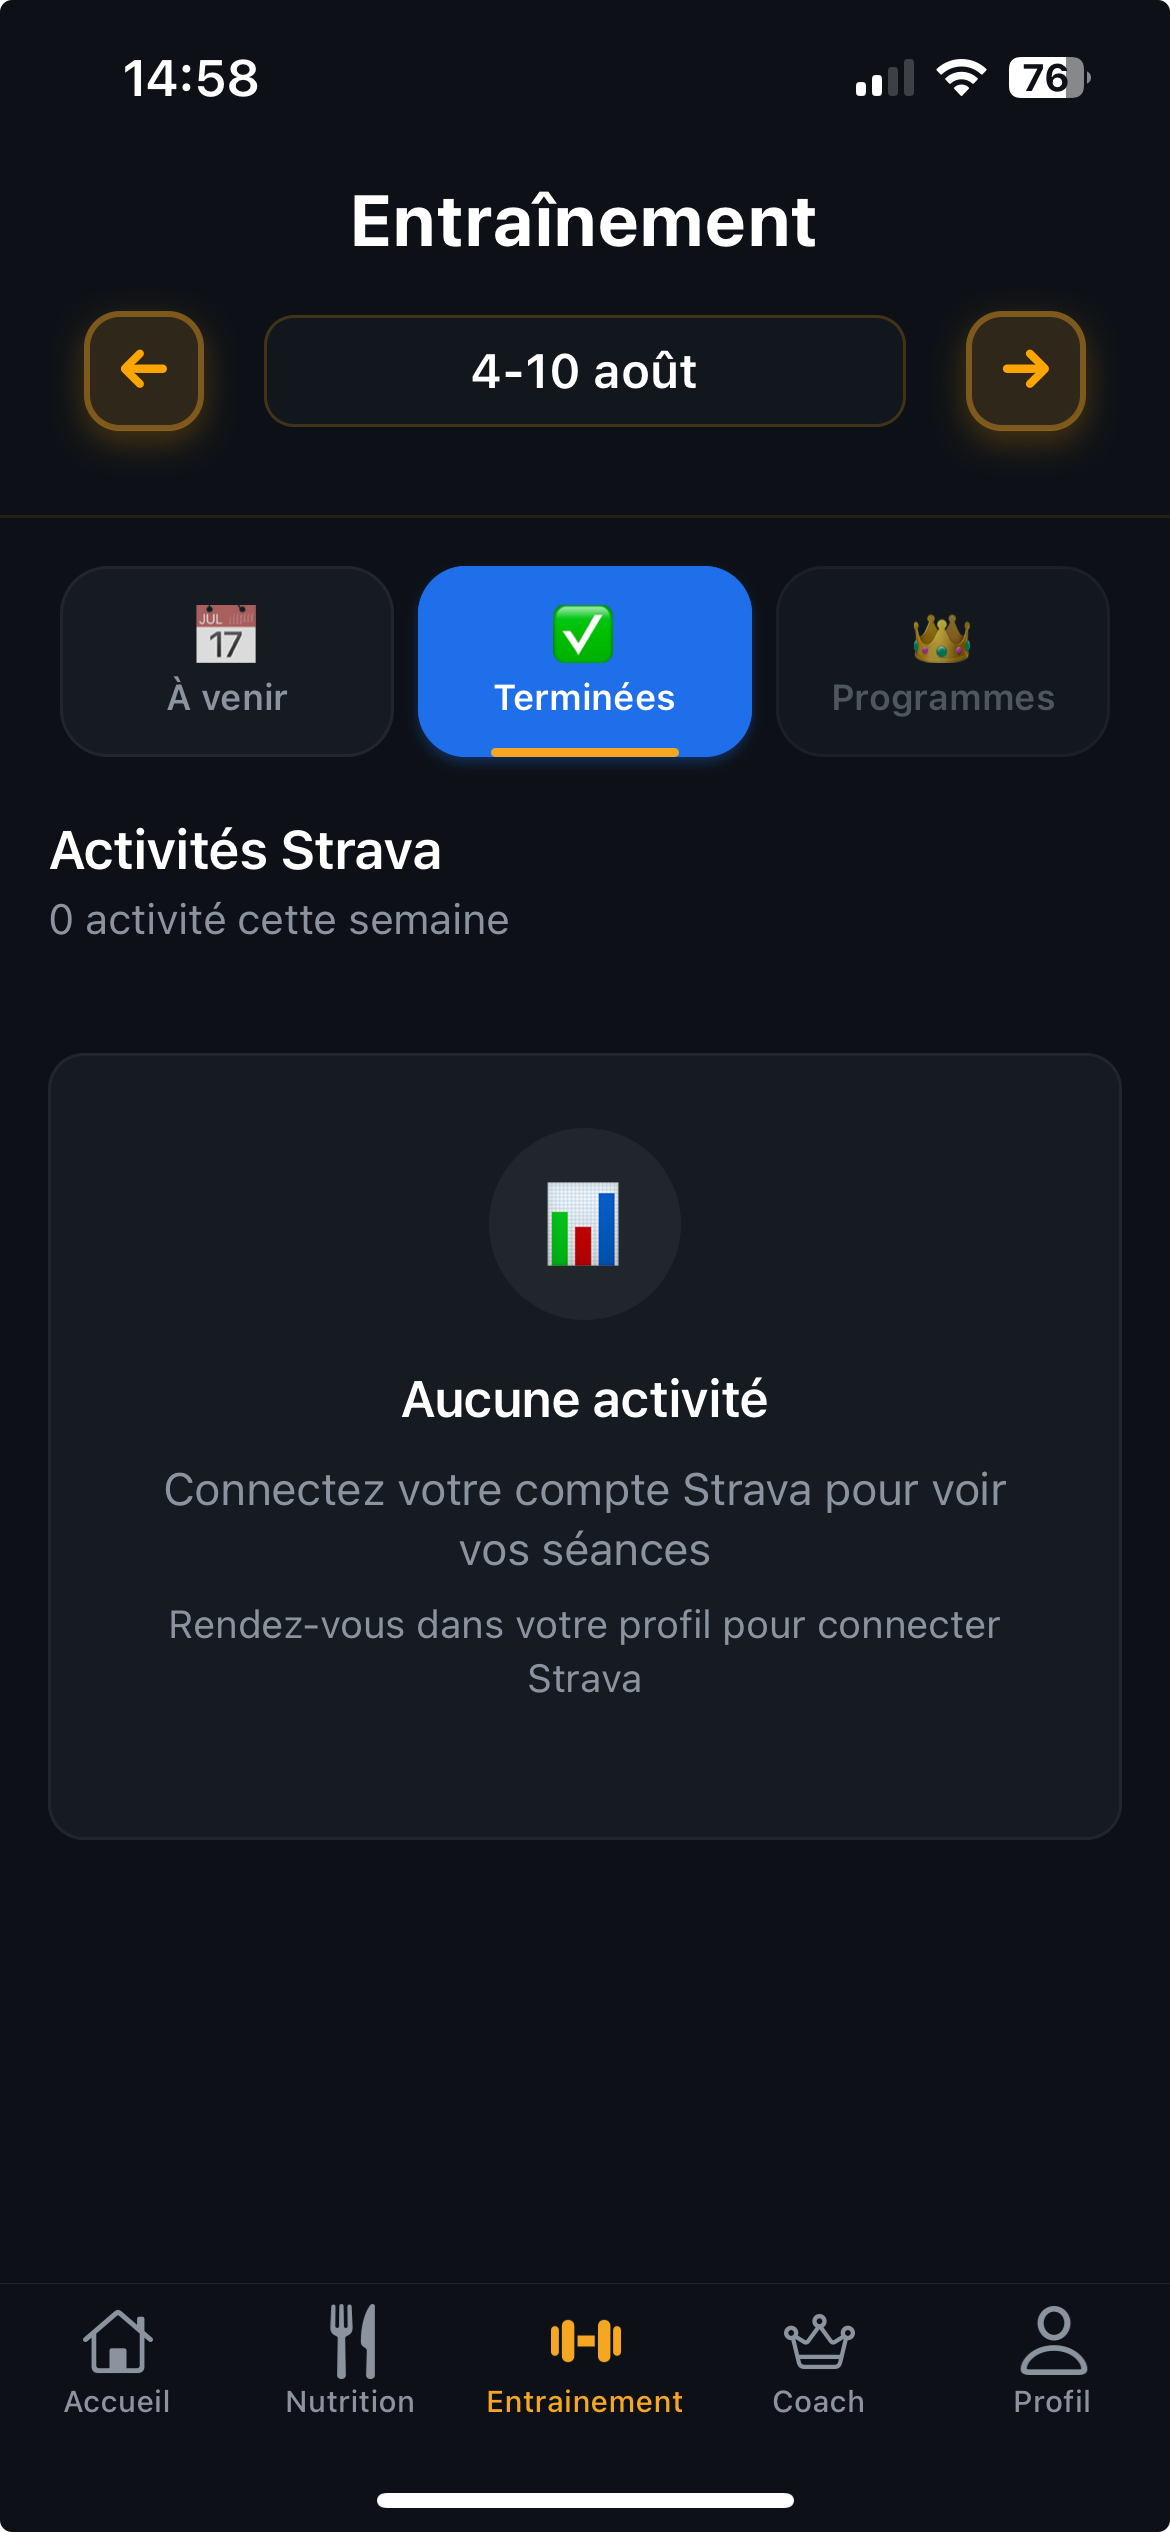 14:58
76
Entraînement
4-10 août
JUL
17
À venir
Terminées
Programmes
Activités Strava
0 activité cette semaine
Aucune activité
Connectez votre compte Strava pour voir
vos séances
Rendez-vous dans votre profil pour connecter
Strava
Accueil
Nutrition
Entrainement
Coach
Profil